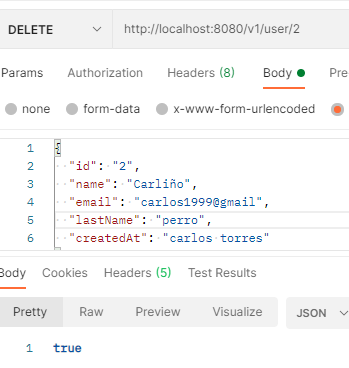 DELETE http://localhost:8080/v1/user/2
Params Authorization Headers (8) Body Pre
none form-data x-www-form-urlencoded
1 {
2 "id": "2",
3 "name": "Carliño",
4 "email": "carlos1999@gmail",
5 "lastName": "perro",
6 "createdAt": "carlos torres"
Body Cookies Headers (5) Test Results
Pretty Raw Preview Visualize JSON
1 true